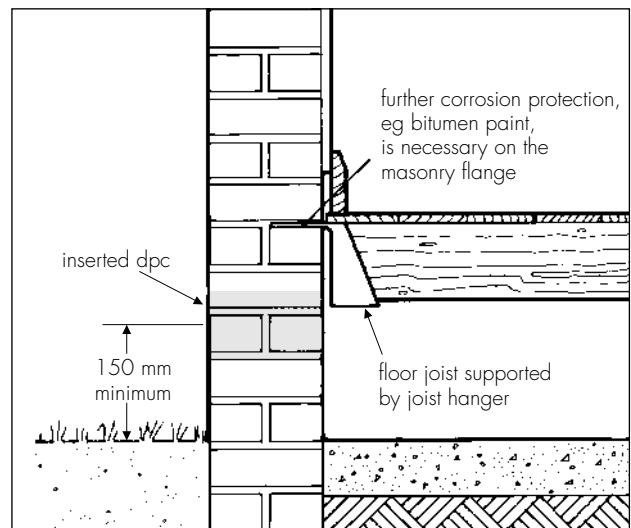 further corrosion protection,
eg bitumen paint,
is necessary on the
masonry flange
inserted dpc
150 mm
minimum
floor joist supported
by joist hanger